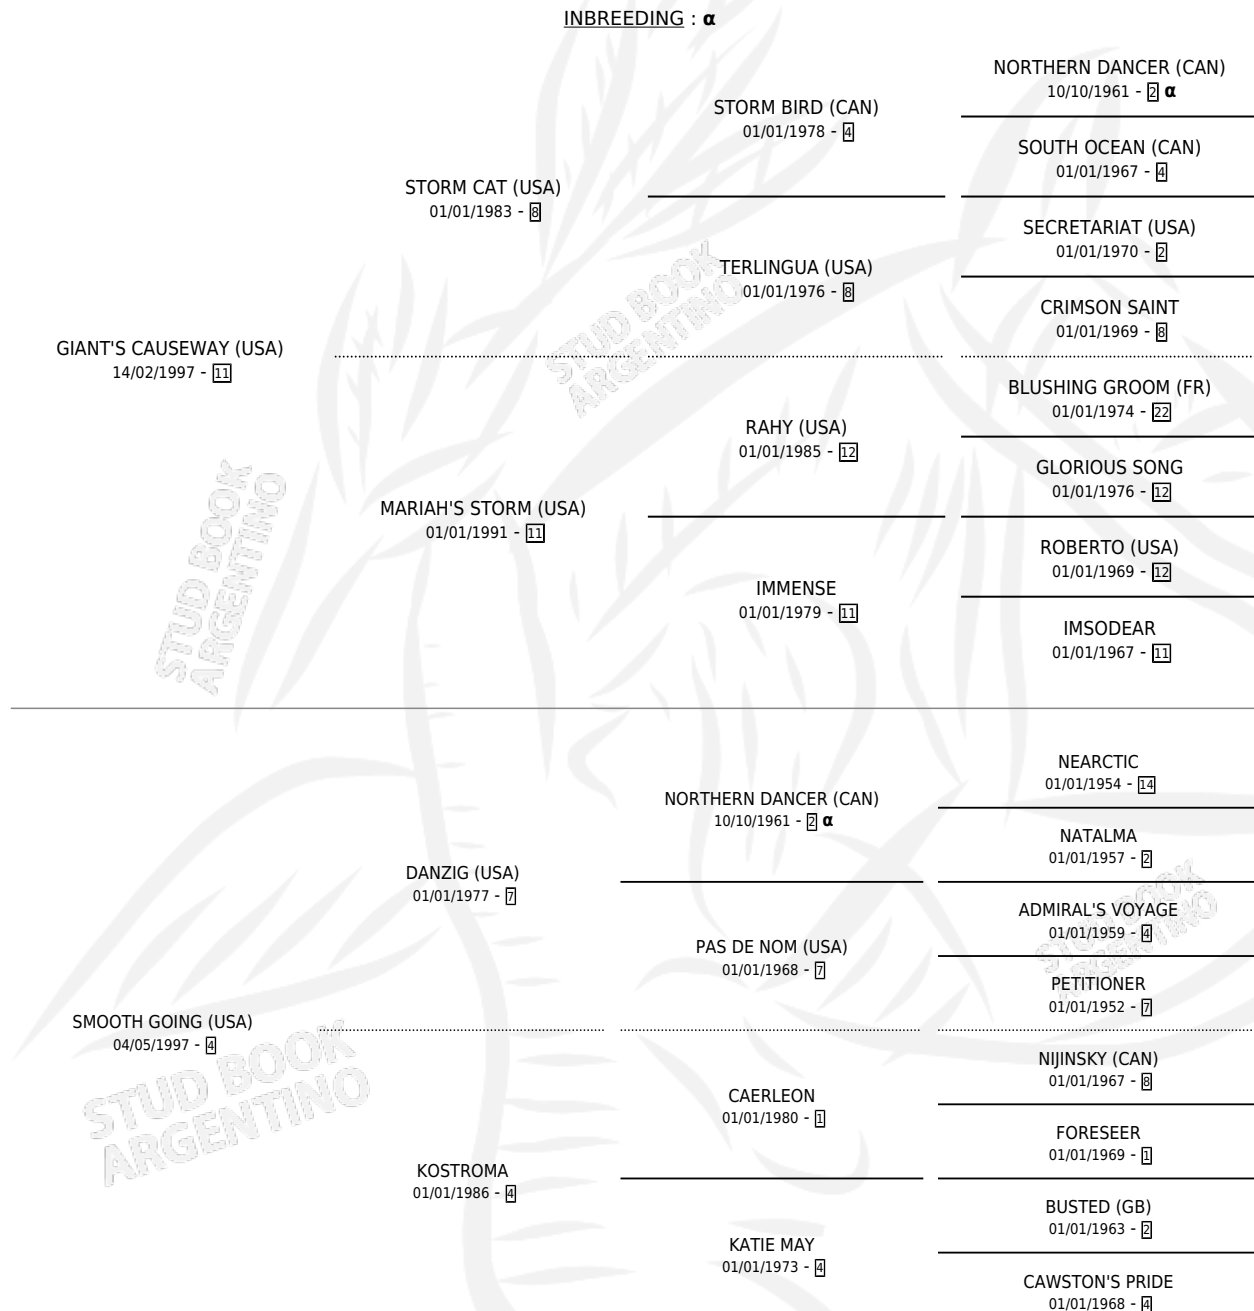 INBREEDING : α
NORTHERN DANCER (CAN)
10/10/1961 - 2 α
STORM BIRD (CAN)
01/01/1978 - 4
SOUTH OCEAN (CAN)
01/01/1967 - 4
STORM CAT (USA)
01/01/1983 - 8
SECRETARIAT (USA)
01/01/1970 - 2
TERLINGUA (USA)
01/01/1976 - 8
CRIMSON SAINT
01/01/1969 - 8
GIANT'S CAUSEWAY (USA)
14/02/1997 - 11
BLUSHING GROOM (FR)
01/01/1974 - 22
RAHY (USA)
01/01/1985 - 12
GLORIOUS SONG
01/01/1976 - 12
MARIAH'S STORM (USA)
01/01/1991 - 11
ROBERTO (USA)
01/01/1969 - 12
IMMENSE
01/01/1979 - 11
IMSODEAR
01/01/1967 - 11
NEARCTIC
01/01/1954 - 14
NORTHERN DANCER (CAN)
10/10/1961 - 2 α
NATALMA
01/01/1957 - 2
DANZIG (USA)
01/01/1977 - 7
ADMIRAL'S VOYAGE
01/01/1959 - 4
PAS DE NOM (USA)
01/01/1968 - 7
PETITIONER
01/01/1952 - 7
SMOOTH GOING (USA)
04/05/1997 - 4
NIJINSKY (CAN)
01/01/1967 - 8
CAERLEON
01/01/1980 - 1
FORESEER
01/01/1969 - 1
KOSTROMA
01/01/1986 - 4
BUSTED (GB)
01/01/1963 - 2
KATIE MAY
01/01/1973 - 4
CAWSTON'S PRIDE
01/01/1968 - 4
STUD BOOK
ARGENTINO
STUD BOOK
ARGENTINO
STUD BOOK
ARGENTINO
STUD BOOK
ARGENTINO